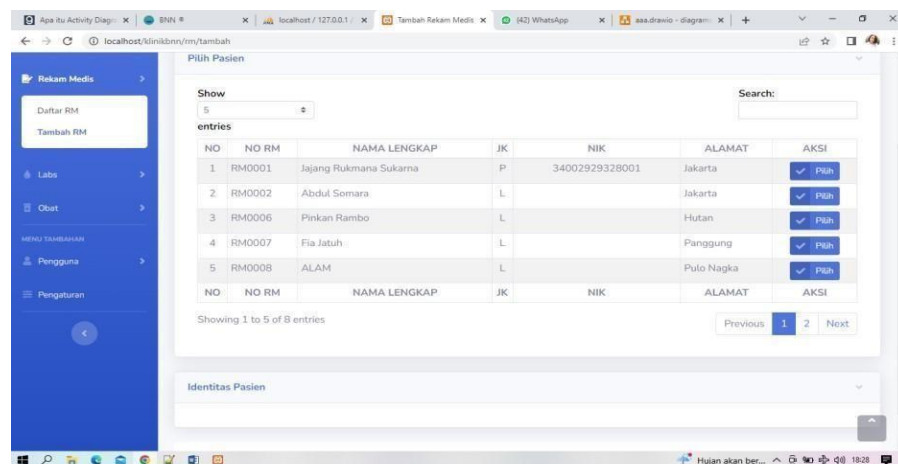 Apa itu Activity Diagr
BNN
localhost / 127.0.0.1 /
Tambah Rekam Medis
(42) WhatsApp
aaa.drawio - diagram
localhost/klinikbnn/rm/tambah
Rekam Medis
Daftar RM
Tambah RM
Labs
Obat
MENU TAMBAHAN
Pengguna
Pengaturan
Pilih Pasien
Show
5
entries
Search:
NO NO RM NAMA LENGKAP JK NIK ALAMAT AKSI
1 RM0001 Jajang Rukmana Sukarna P 34002929328001 Jakarta Pilih
2 RM0002 Abdul Somara L Jakarta Pilih
3 RM0006 Pinkan Rambo L Hutan Pilih
4 RM0007 Fia Jatuh L Panggung Pilih
5 RM0008 ALAM L Pulo Nagka Pilih
NO NO RM NAMA LENGKAP JK NIK ALAMAT AKSI
Showing 1 to 5 of 8 entries
Previous 1 2 Next
Identitas Pasien
Hujan akan ber... 18:28